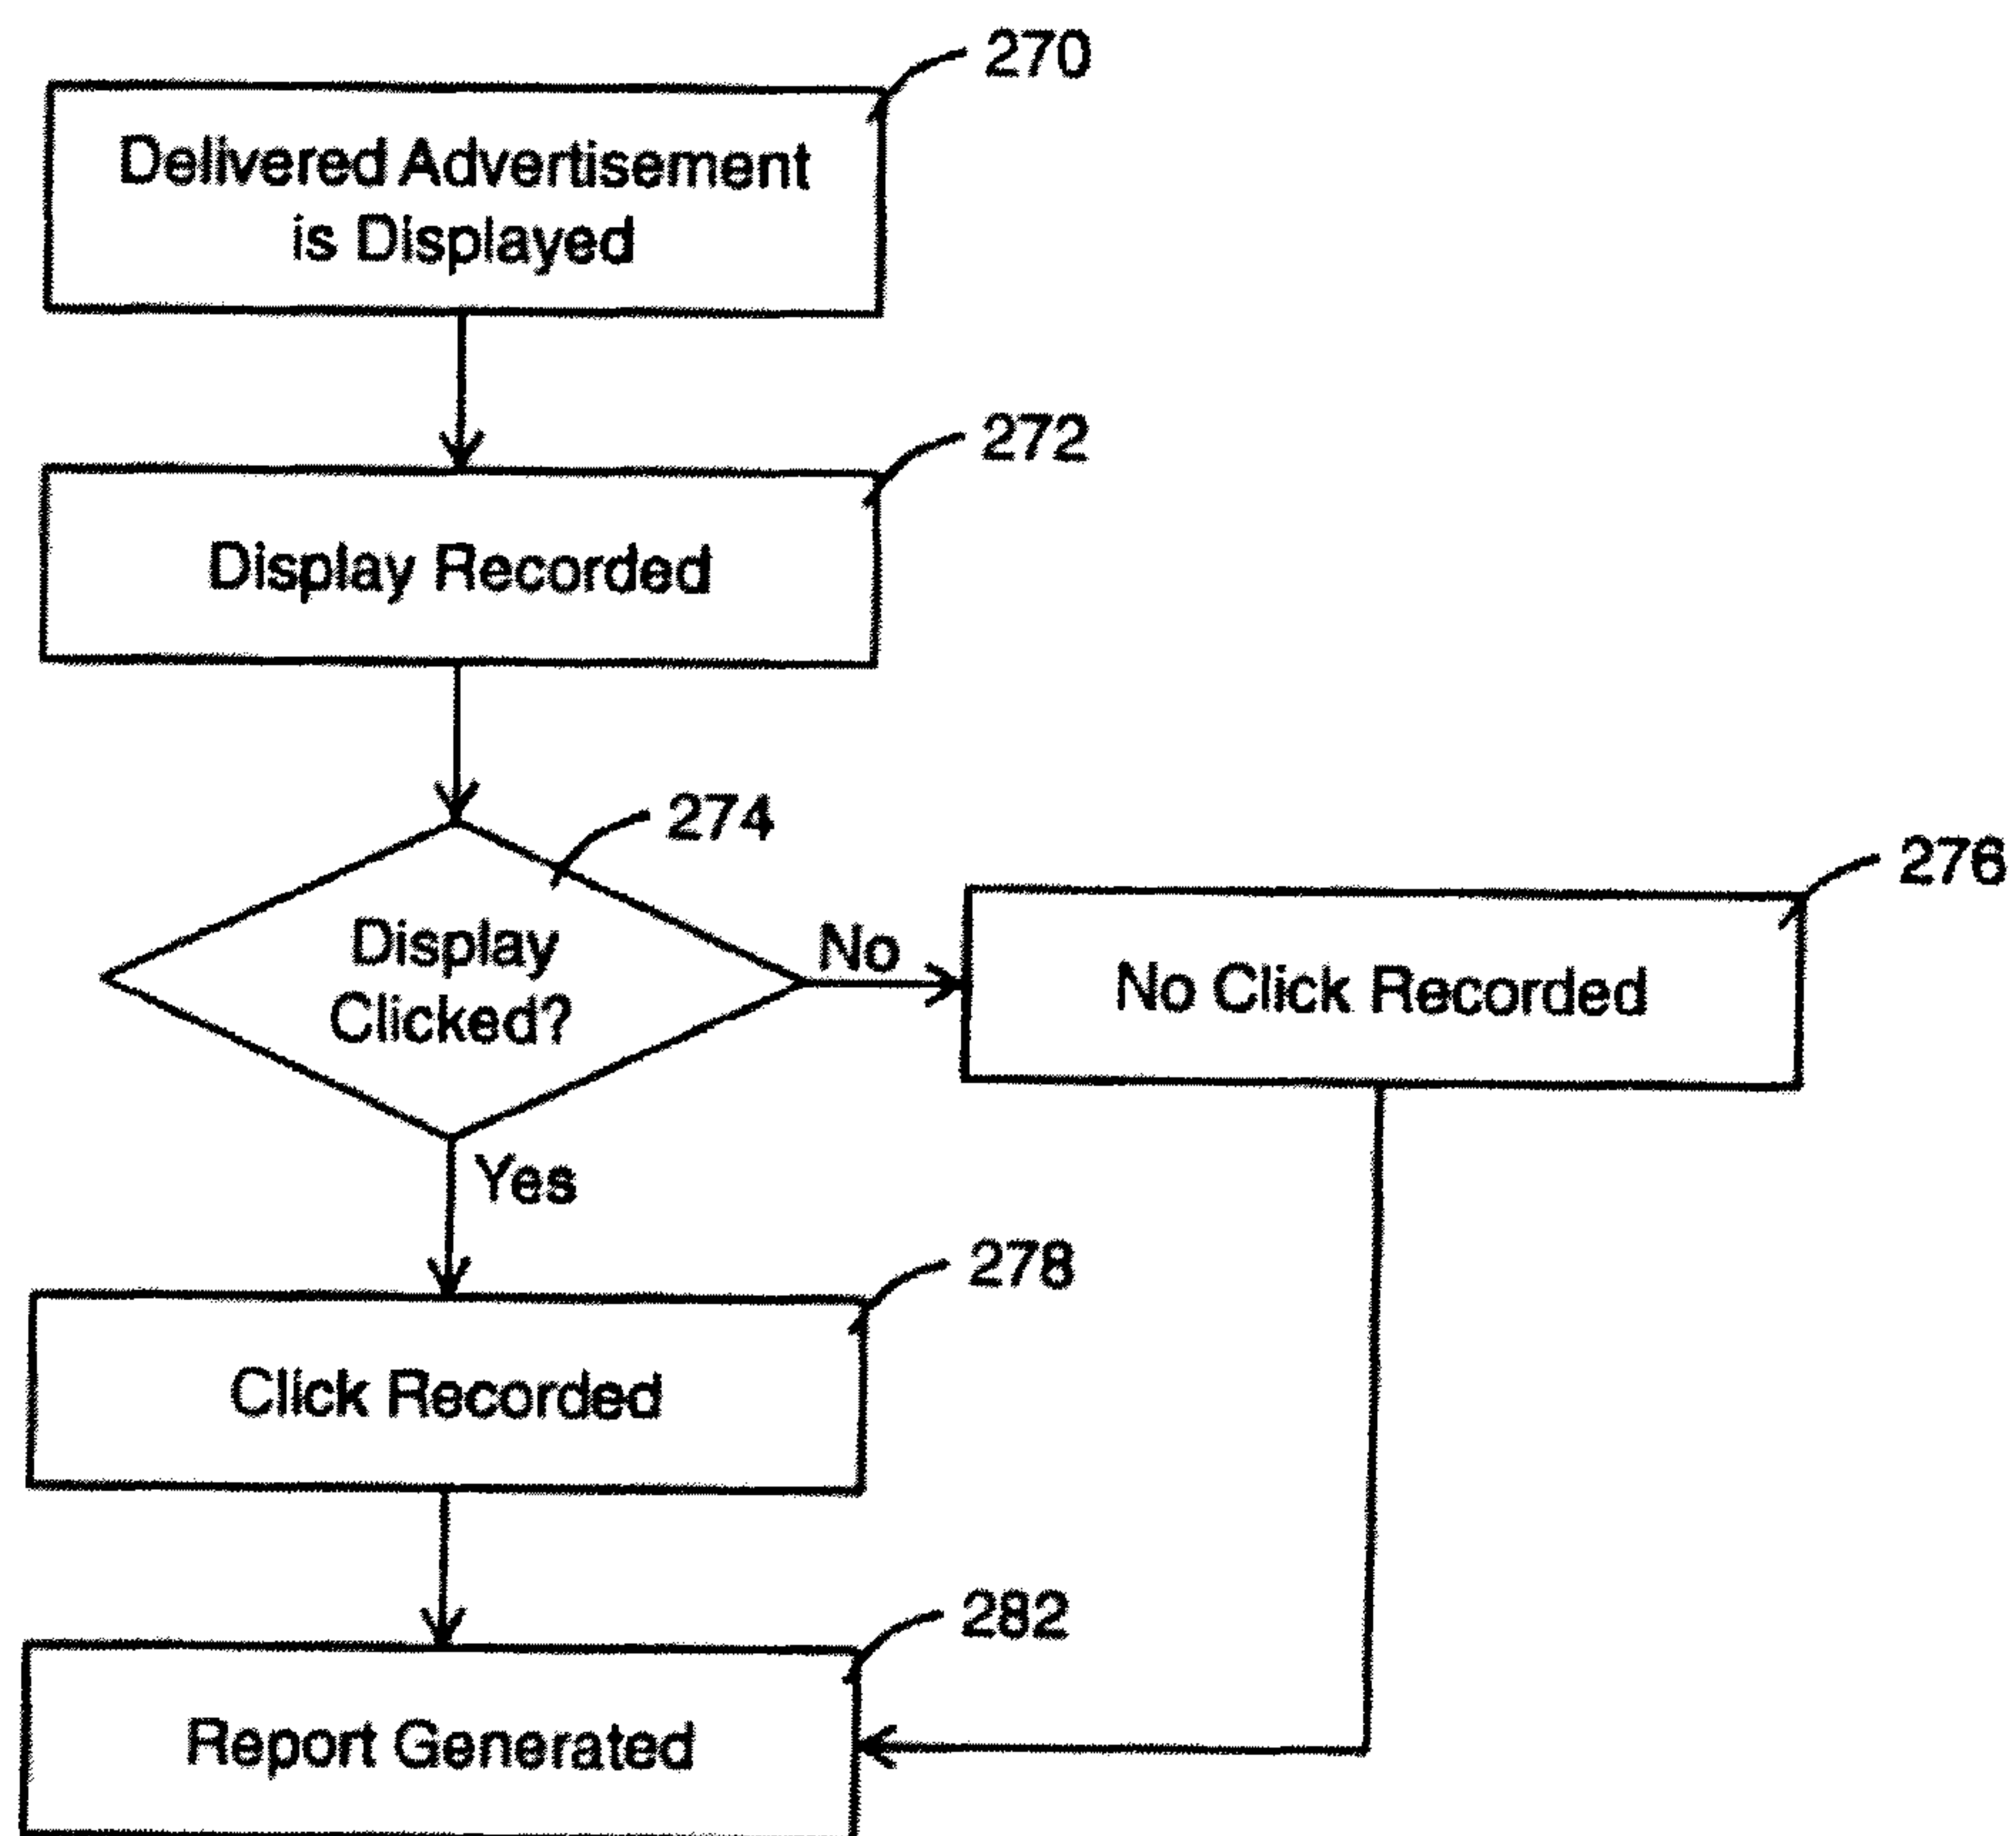 270
Delivered Advertisement
is Displayed
272
Display Recorded
274
Display
Clicked?
No
276
No Click Recorded
Yes
278
Click Recorded
282
Report Generated